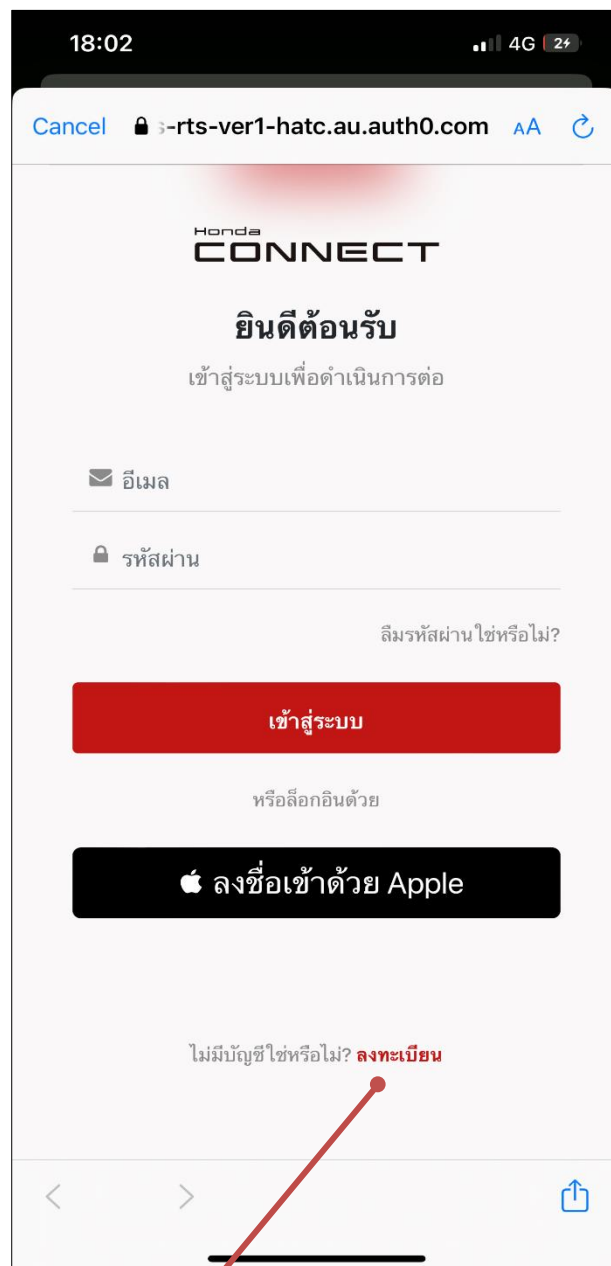 18:02 4G 2
Cancel s-rts-ver1-hatc.au.auth0.com AA
Honda
CONNECT
ยินดีต้อนรับ
เข้าสู่ระบบเพื่อดำเนินการต่อ
อีเมล
รหัสผ่าน
ลืมรหัสผ่าน ใช่หรือไม่?
เข้าสู่ระบบ
หรือล็อกอินด้วย
ลงชื่อเข้าด้วย Apple
ไม่มีบัญชีใช่หรือไม่? ลงทะเบียน